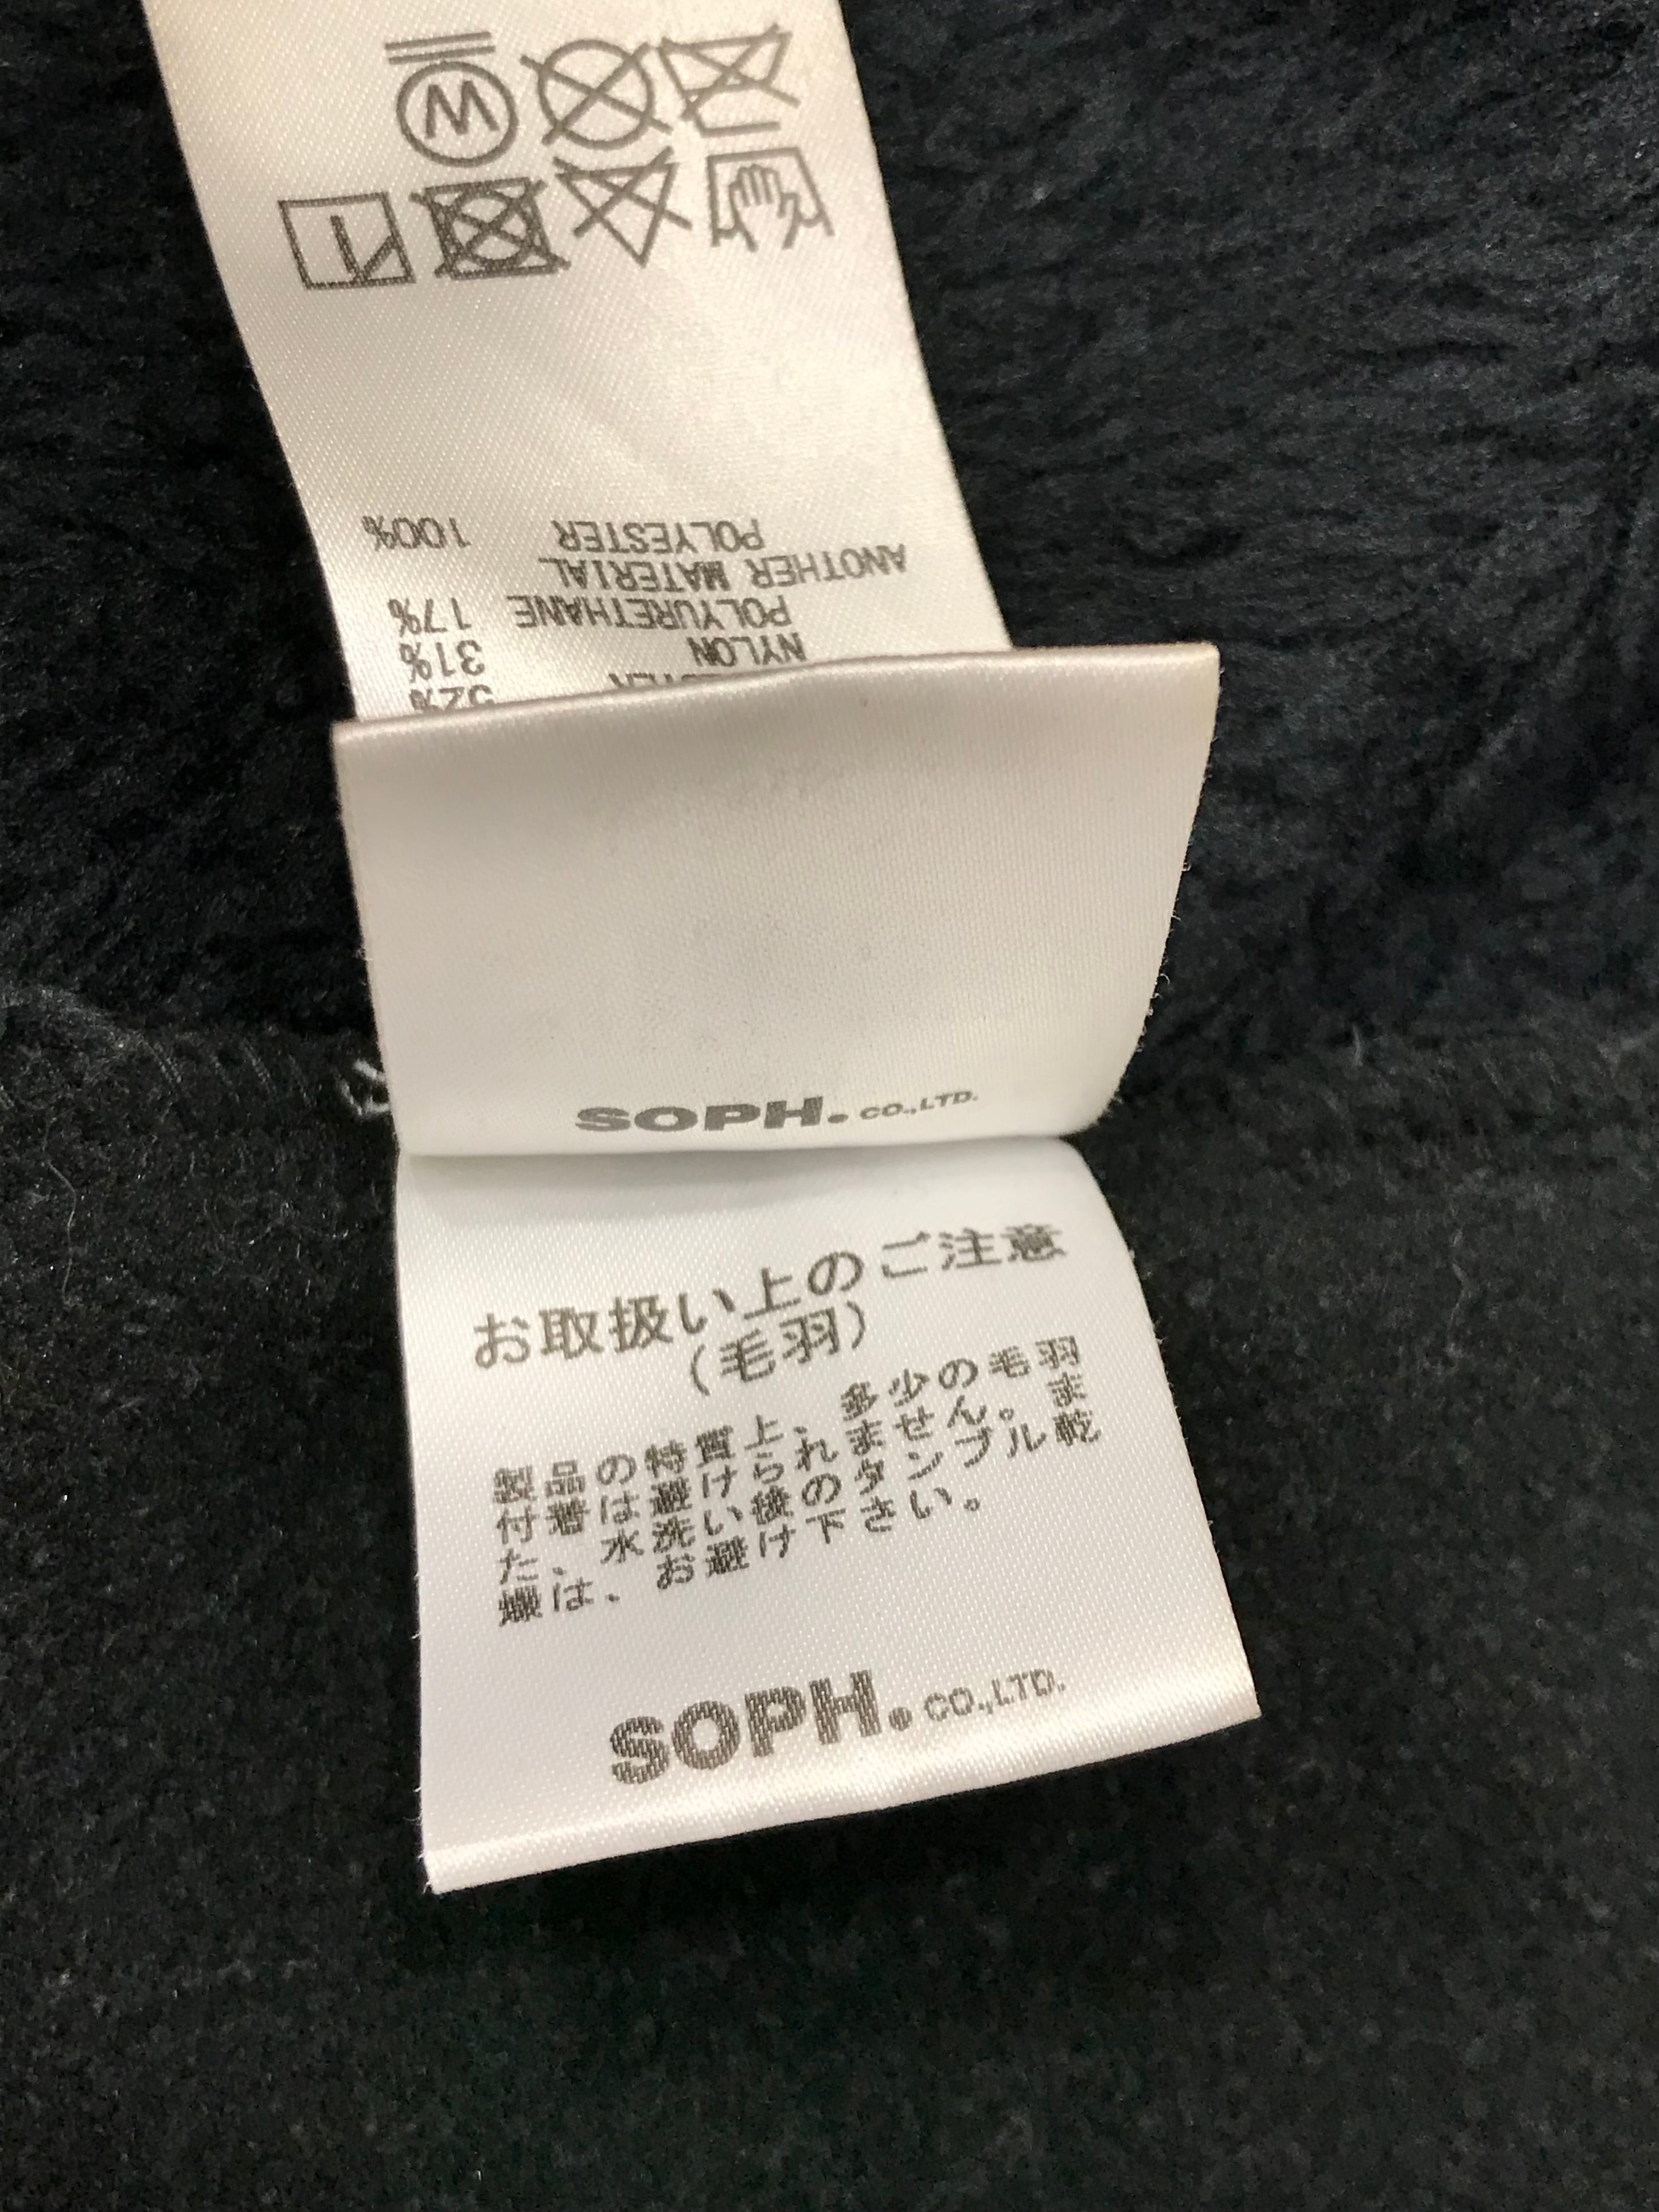 52%
NYLON 31%
POLYURETHANE 17%
ANOTHER MATERIAL
POLYESTER 100%
W
SOPH. CO.,LTD.
お取扱い上のご注意
（毛羽）
製品の特質上、多少の毛羽
付着は避けられません。ま
た、水洗い後のタンブル乾
燥は、お避け下さい。
SOPH. CO.,LTD.